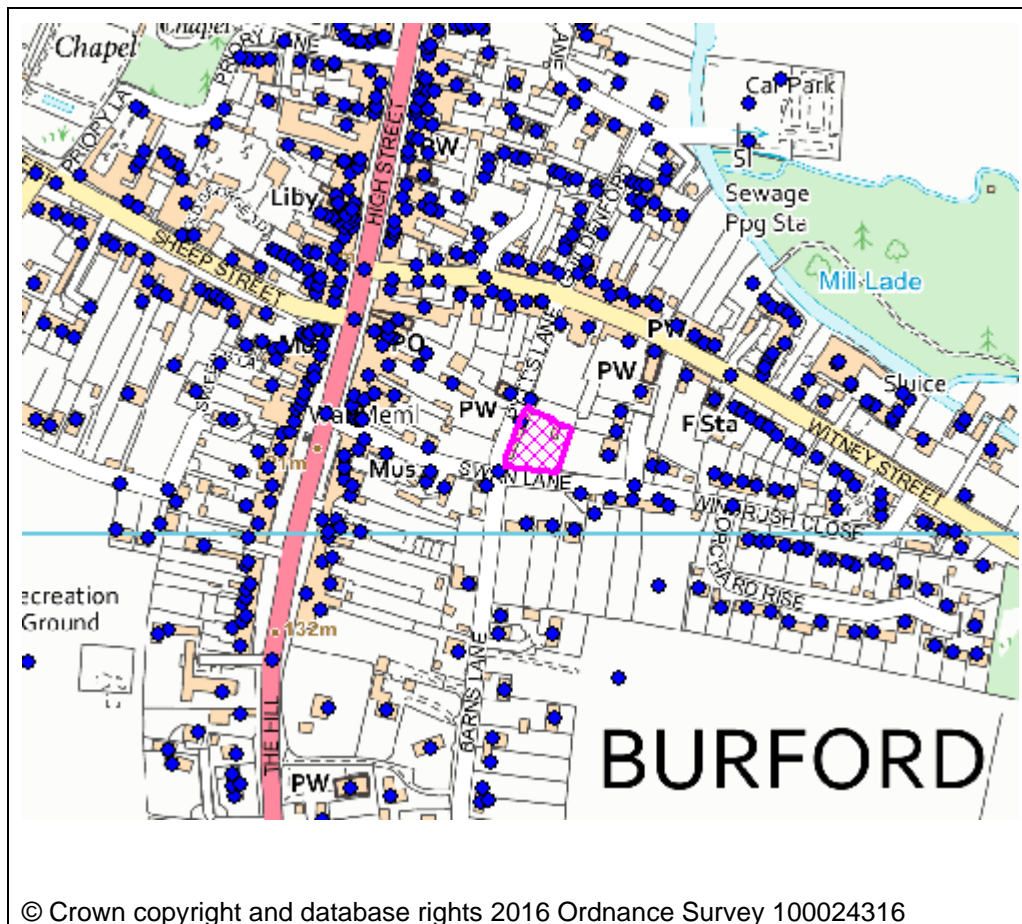 Chapel
Chapel
PRIORY LANE
LANE
Car Park
PRIORY LA
HIGH STREET
PW
SI
Liby
Sewage
Ppg Sta
SHEEP STREET
Mill Lade
PW
PO
PW
PW
Sluice
War Meml
F Sta
WITNEY STREET
Mus
SWAN LANE
WINDRUSH CLOSE
ORCHARD RISE
ecreation
Ground
132m
BARNS LANE
THE HILL
BURFORD
PW
© Crown copyright and database rights 2016 Ordnance Survey 100024316